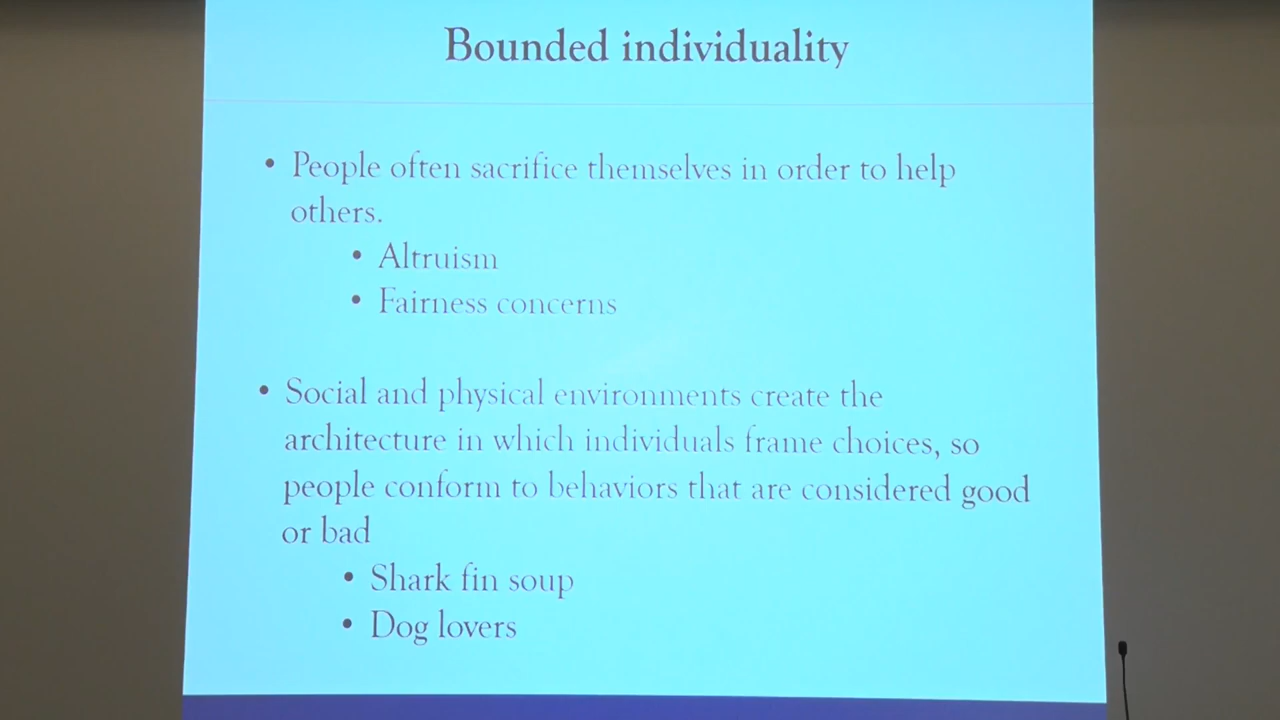 Bounded individuality
• People often sacrifice themselves in order to help
others.
• Altruism
• Fairness concerns
• Social and physical environments create the
architecture in which individuals frame choices, so
people conform to behaviors that are considered good
or bad
• Shark fin soup
• Dog lovers